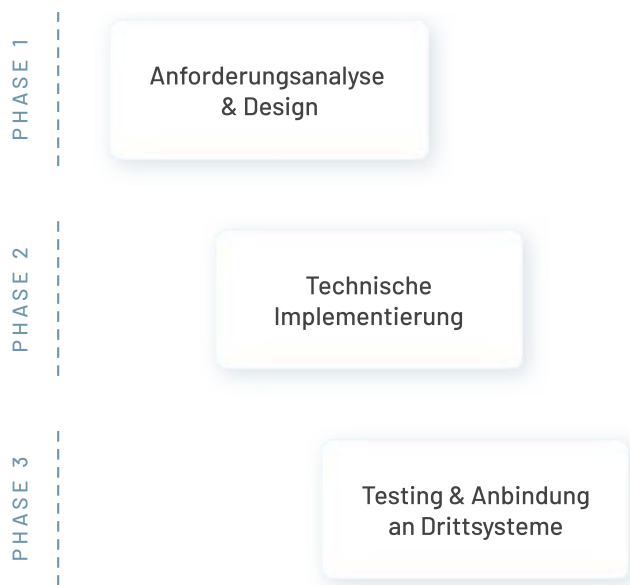 PHASE 1
Anforderungsanalyse
& Design
PHASE 2
Technische
Implementierung
PHASE 3
Testing & Anbindung
an Drittsysteme